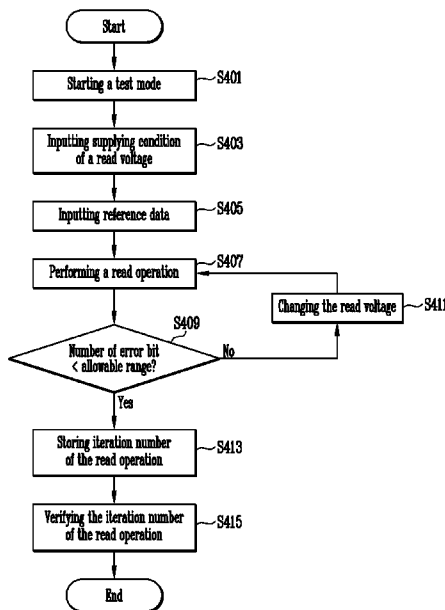 Start
Starting a test mode
S401
Inputting supplying condition
of a read voltage
S403
Inputting reference data
S405
Performing a read operation
S407
Changing the read voltage
S411
Number of error bit
< allowable range?
S409
No
Yes
Storing iteration number
of the read operation
S413
Verifying the iteration number
of the read operation
S415
End